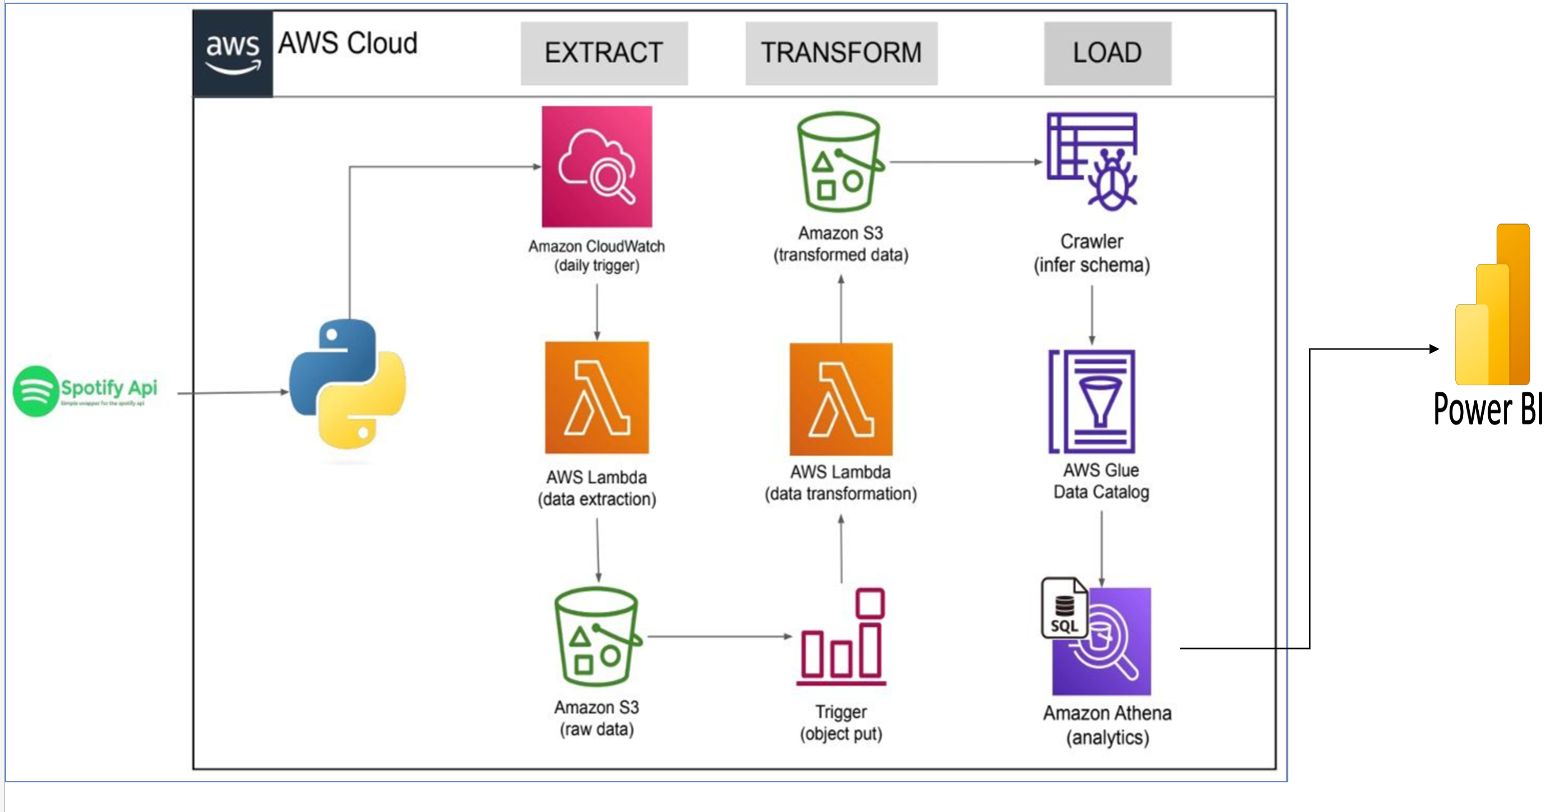 aws
AWS Cloud
EXTRACT
TRANSFORM
LOAD
Amazon CloudWatch
(daily trigger)
Amazon S3
(transformed data)
Crawler
(infer schema)
Spotify Api
Simple wrapper for the spotify api
AWS Lambda
(data extraction)
AWS Lambda
(data transformation)
AWS Glue
Data Catalog
Power BI
SQL
Amazon S3
(raw data)
Trigger
(object put)
Amazon Athena
(analytics)